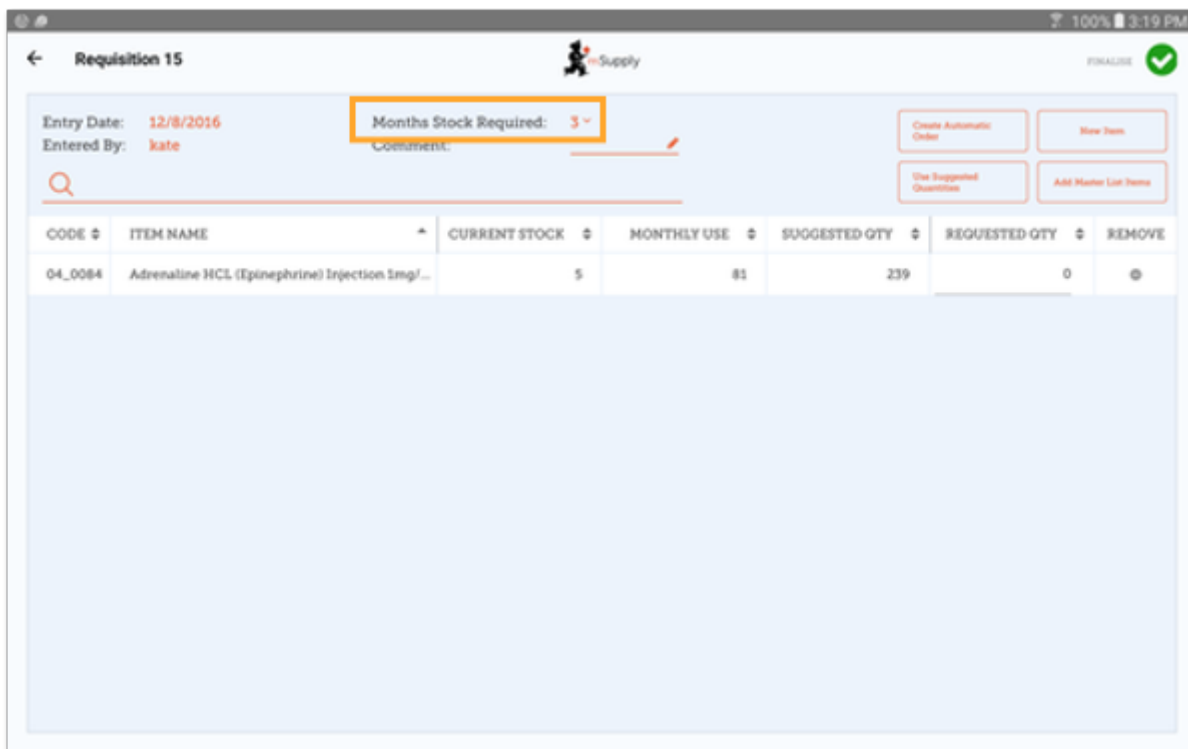 100% 3:19 PM
Requisition 15
mSupply
FINALISE
Entry Date: 12/8/2016
Months Stock Required: 3
Entered By: kate
Comment:
Create Automatic
Order
New Item
Use Suggested
Quantities
Add Master List Items
CODE ITEM NAME CURRENT STOCK MONTHLY USE SUGGESTED QTY REQUESTED QTY REMOVE
04_0084 Adrenaline HCL (Epinephrine) Injection 1mg/... 5 81 239 0